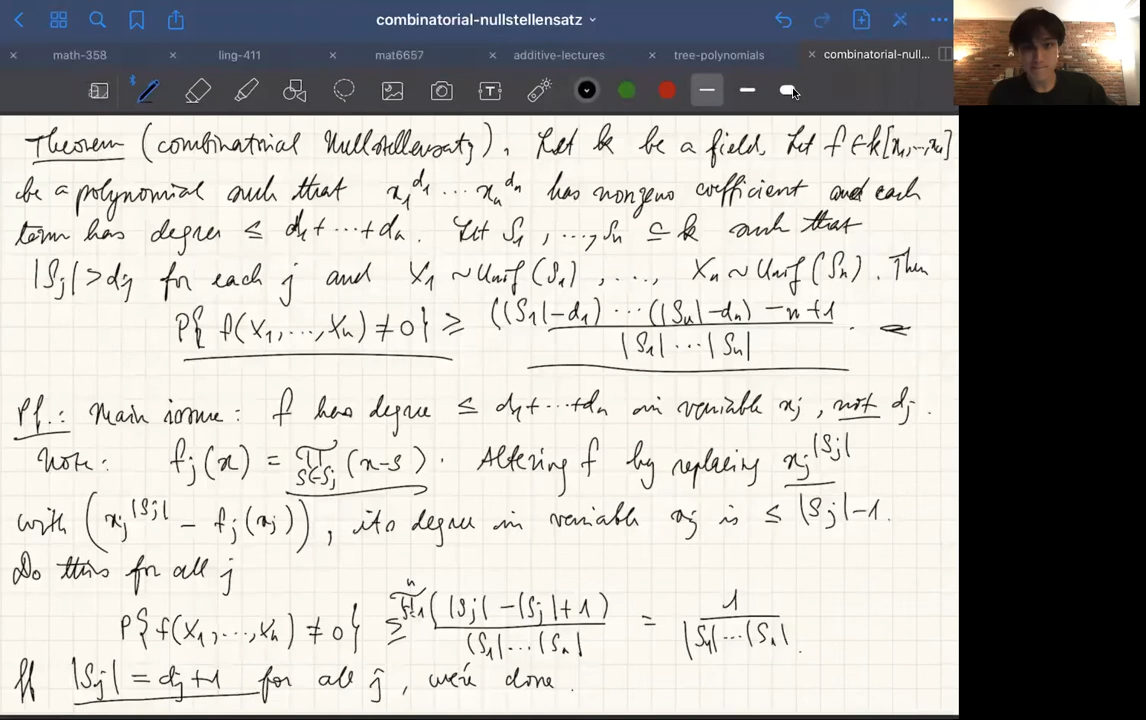 combinatorial-nullstellensatz
math-358
ling-411
mat6657
additive-lectures
tree-polynomials
combinatorial-null...
Theorem (combinatorial Nullstellensatz). Let k be a field. Let f ∈ k[x₁,…,xₙ]
be a polynomial such that x₁^d₁ ⋯ xₙ^dₙ has nonzero coefficient and each
term has degree ≤ d₁+⋯+dₙ. Let S₁,…,Sₙ ⊆ k such that
|Sⱼ|>dⱼ for each j and X₁ ~ Unif(S₁), …, Xₙ ~ Unif(Sₙ). Then
P{ f(X₁,…,Xₙ) ≠ 0 } ≥ ((|S₁|-d₁) ⋯ (|Sₙ|-dₙ) -n+1) / (|S₁|⋯|Sₙ|).
Pf.: Main issue: f has degree ≤ d₁+⋯+dₙ in variable xⱼ, not dⱼ.
Note: fⱼ(x) = ∏_{s∈Sⱼ} (x-s). Altering f by replacing xⱼ^|Sⱼ|
with (xⱼ^|Sⱼ| - fⱼ(xⱼ)), its degree in variable xⱼ is ≤ |Sⱼ|-1.
Do this for all j
P{f(X₁,…,Xₙ) ≠ 0} ≥ ∏_{j=1}^n (|Sⱼ| - |Sⱼ| + 1) / (|S₁|⋯|Sₙ|) = 1 / (|S₁|⋯|Sₙ|).
If |Sⱼ| = dⱼ+1 for all j, we're done.